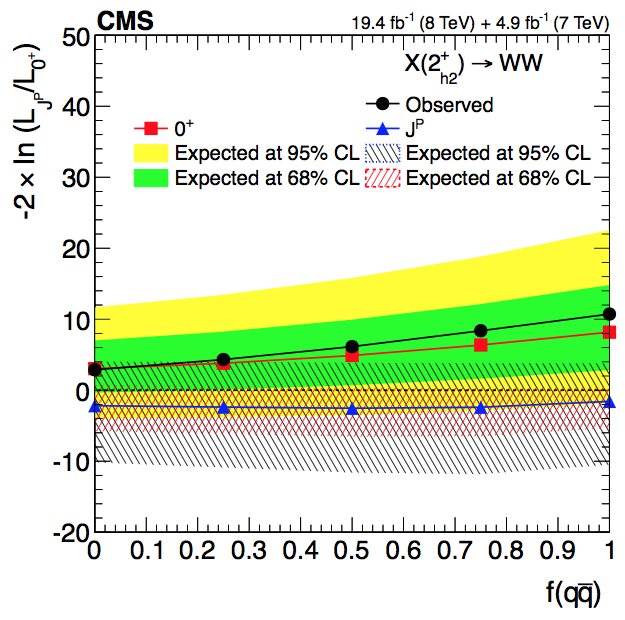 CMS 19.4 fb⁻¹ (8 TeV) + 4.9 fb⁻¹ (7 TeV)
X(2⁺h2) → WW
Observed
0⁺ Jᴾ
Expected at 95% CL Expected at 95% CL
Expected at 68% CL Expected at 68% CL
-2 × ln (L_Jᴾ/L_0⁺)
50
40
30
20
10
0
-10
-20
0 0.1 0.2 0.3 0.4 0.5 0.6 0.7 0.8 0.9 1
f(qq̅)